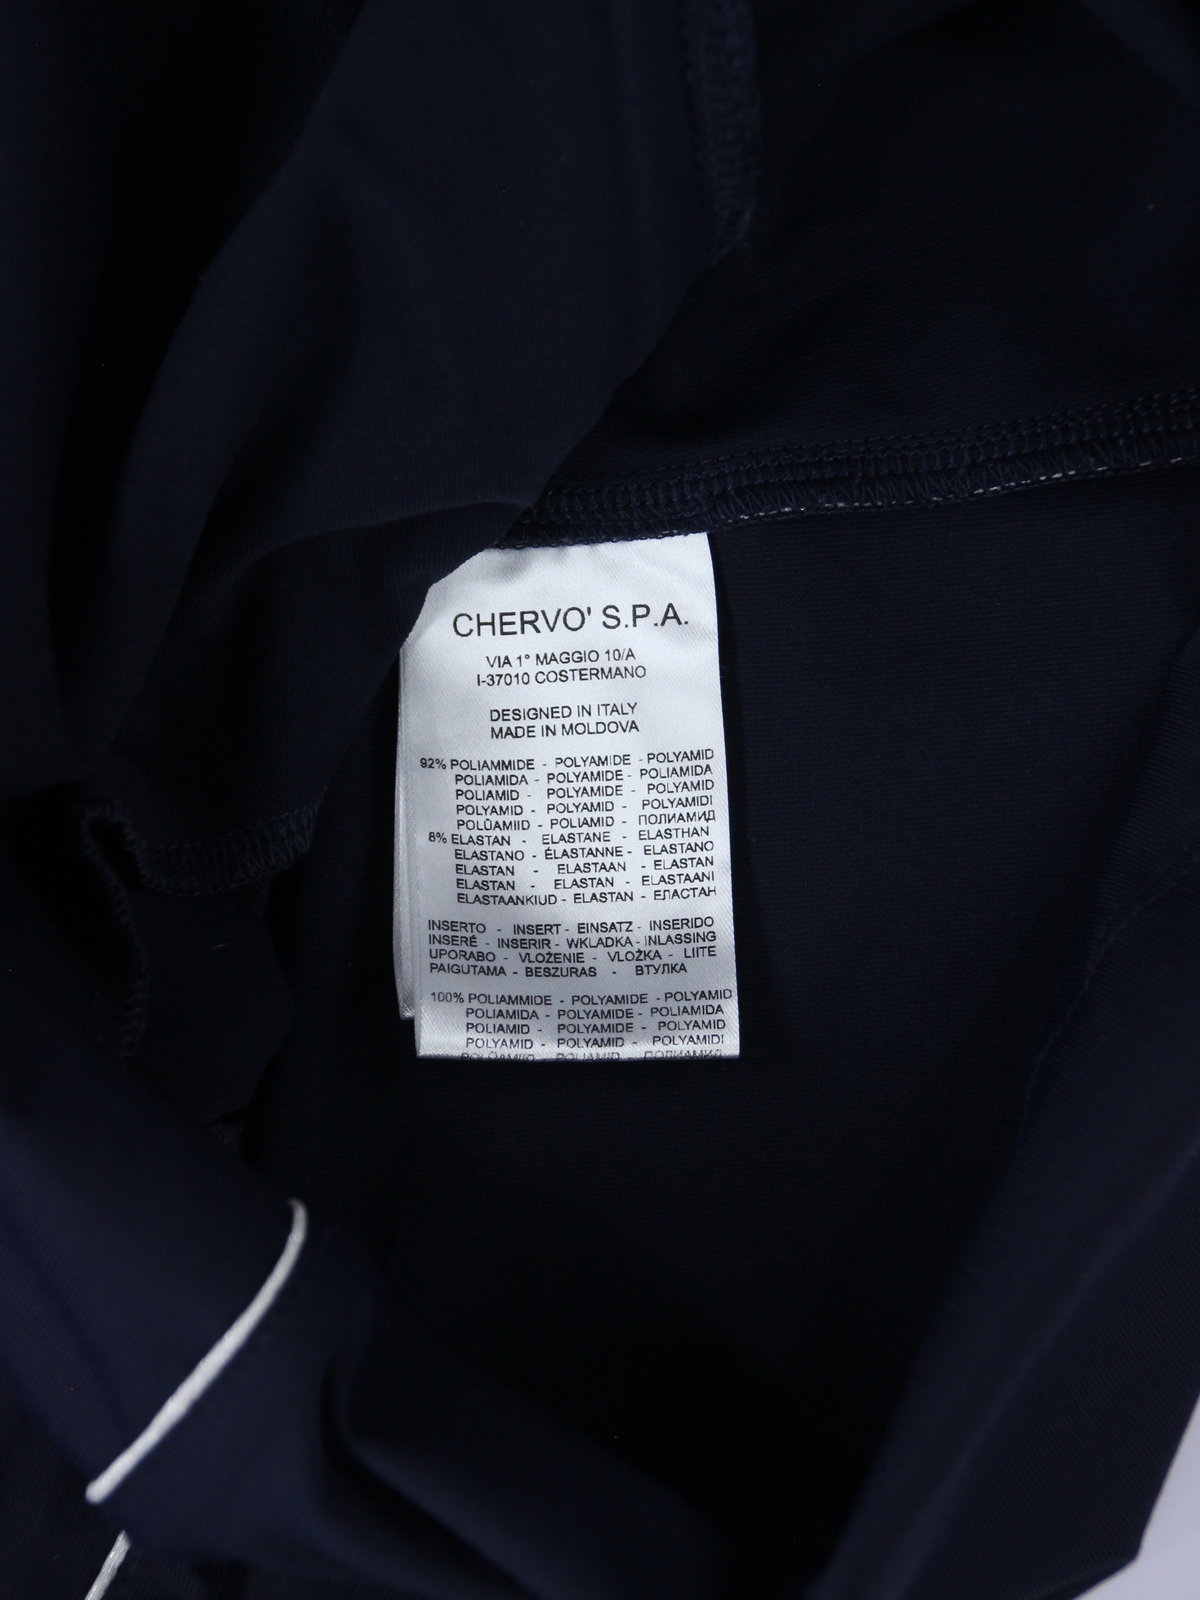 CHERVO' S.P.A.
VIA 1° MAGGIO 10/A
I-37010 COSTERMANO
DESIGNED IN ITALY
MADE IN MOLDOVA
92% POLIAMMIDE - POLYAMIDE - POLYAMID
POLIAMIDA - POLYAMIDE - POLIAMIDA
POLIAMID - POLYAMIDE - POLYAMID
POLYAMID - POLYAMID - POLYAMIDI
POLÜAMIID - POLIAMID - ПОЛИАМИД
8% ELASTAN - ELASTANE - ELASTHAN
ELASTANO - ÉLASTANNE - ELASTANO
ELASTAN - ELASTAAN - ELASTAN
ELASTAN - ELASTAN - ELASTAANI
ELASTAANKIUD - ELASTAN - ЕЛАСТАН
INSERTO - INSERT - EINSATZ - INSERIDO
INSERÉ - INSERIR - WKLADKA - INLASSING
UPORABO - VLOŽENIE - VLOŽKA - LIITE
PAIGUTAMA - BESZURAS - ВТУЛКА
100% POLIAMMIDE - POLYAMIDE - POLYAMID
POLIAMIDA - POLYAMIDE - POLIAMIDA
POLIAMID - POLYAMIDE - POLYAMID
POLYAMID - POLYAMID - POLYAMIDI
POLÜAMIID - POLIAMID - ПОЛИАМИД